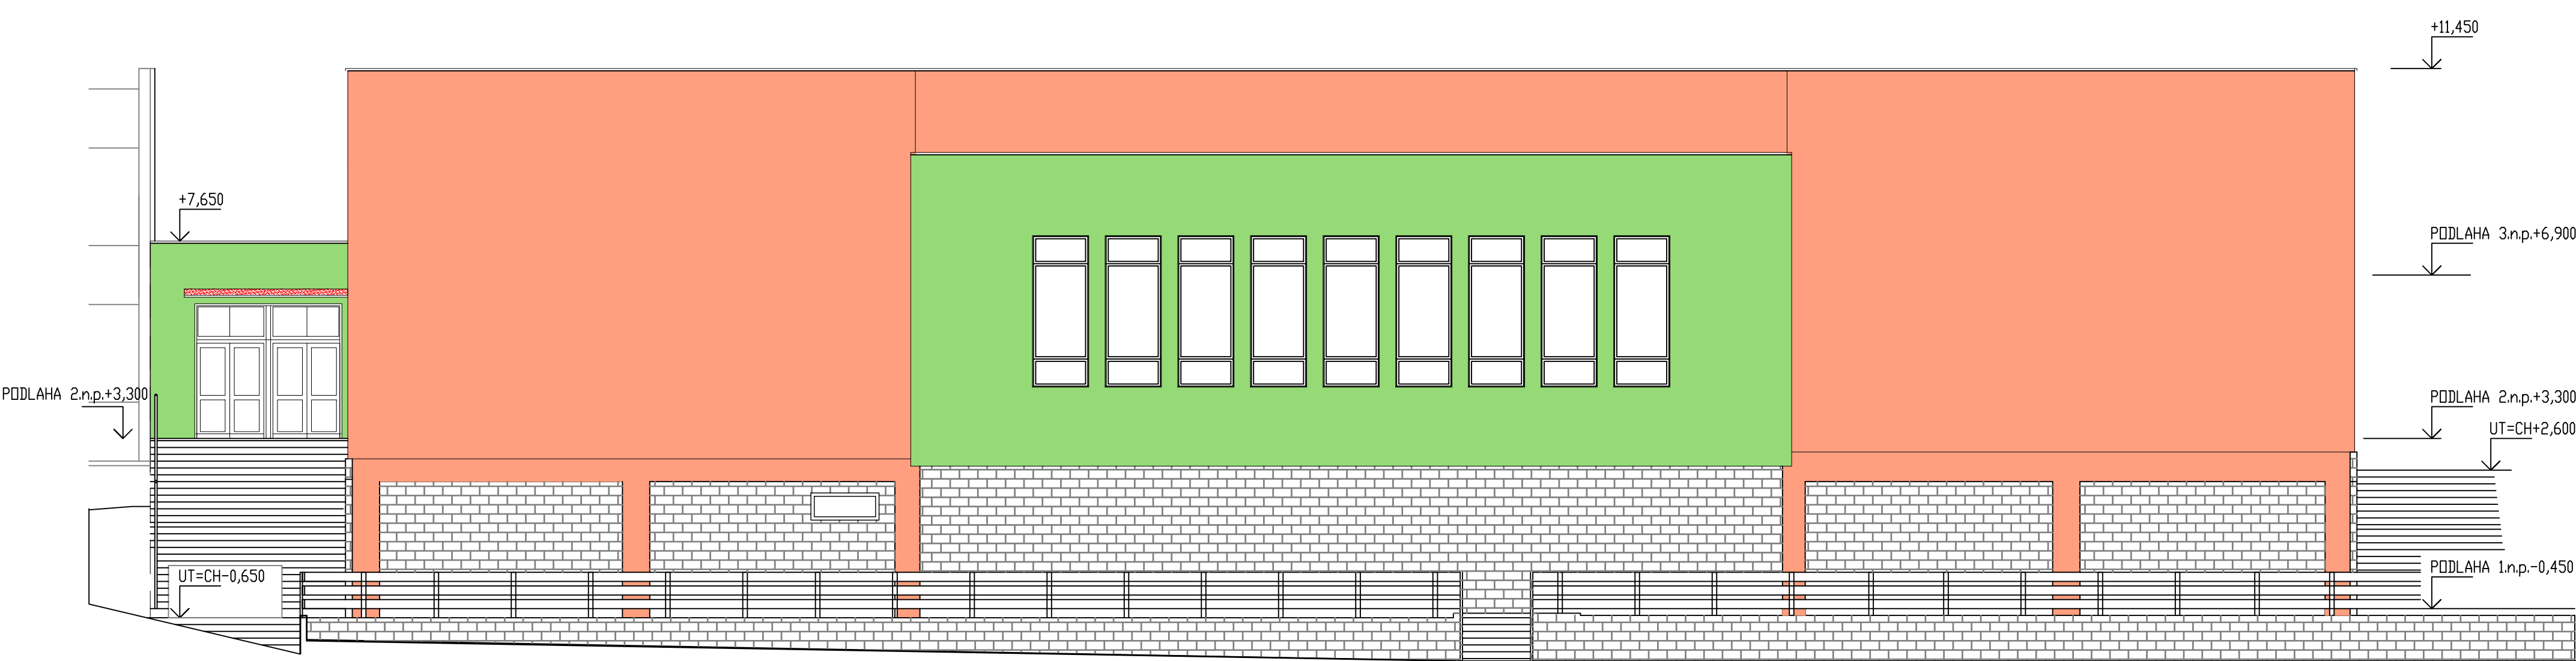 +11,450
+7,650
PODLAHA 3.n.p.+6,900
PODLAHA 2.n.p.+3,300
PODLAHA 2.n.p.+3,300
UT=CH+2,600
PODLAHA 1.n.p.-0,450
UT=CH-0,650